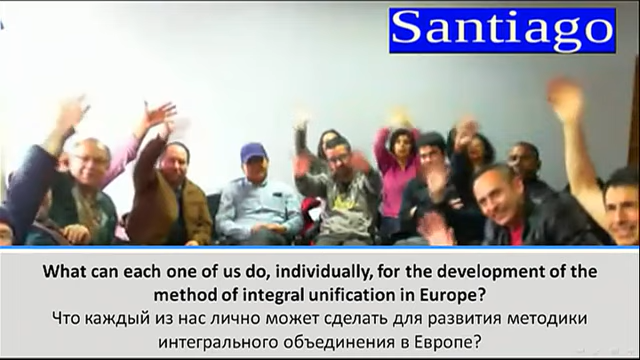 Santiago
What can each one of us do, individually, for the development of the
method of integral unification in Europe?
Что каждый из нас лично может сделать для развития методики
интегрального объединения в Европе?